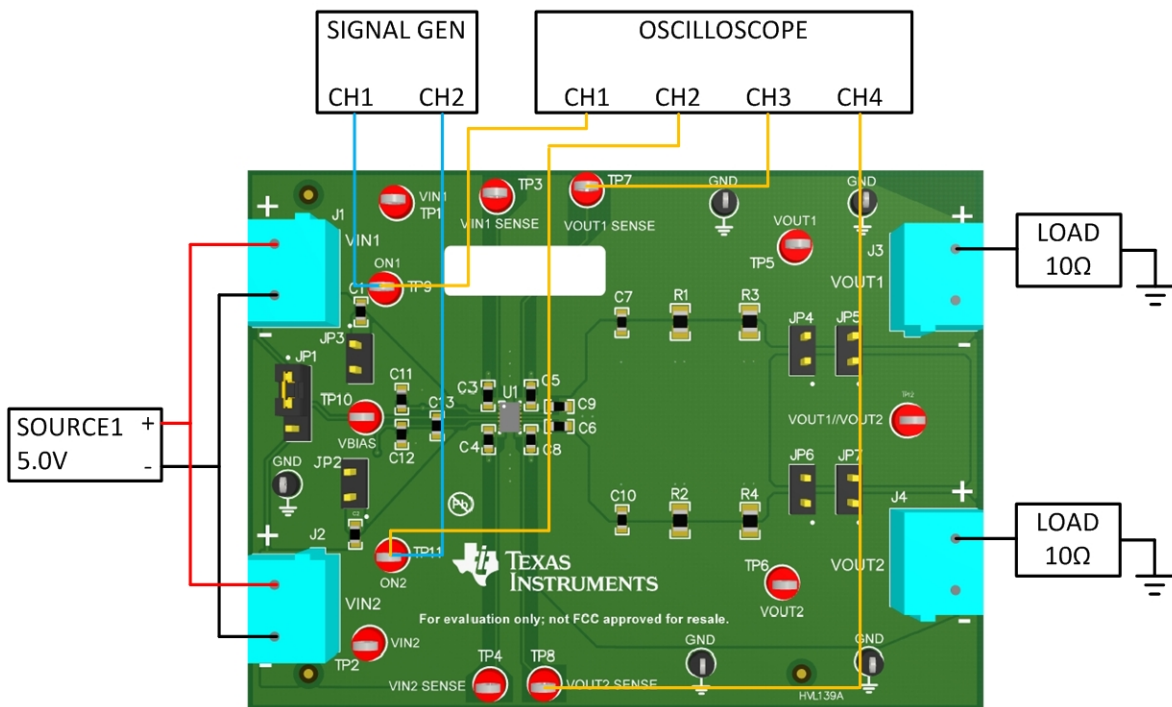 SIGNAL GEN
CH1 CH2
OSCILLOSCOPE
CH1 CH2 CH3 CH4
+
J1
VIN1
-
VIN1
TP1
TP3
VIN1 SENSE
TP7
VOUT1 SENSE
GND
GND
VOUT1
TP5
+
J3
VOUT1
-
LOAD
10Ω
ON1
TP9
C1
JP3
JP1
TP10
VBIAS
C11
C13
C12
C3
C5
U1
C9
C6
C4
C8
C7
R1
R3
JP4
JP5
VOUT1//VOUT2
TP12
SOURCE1 +
5.0V -
GND
JP2
Pb
C10
R2
R4
JP6
JP7
+
J2
VIN2
-
TP11
ON2
TEXAS
INSTRUMENTS
TP6
VOUT2
+
J4
VOUT2
-
LOAD
10Ω
For evaluation only; not FCC approved for resale.
VIN2
TP2
TP4
VIN2 SENSE
TP8
VOUT2 SENSE
GND
GND
HVL139A